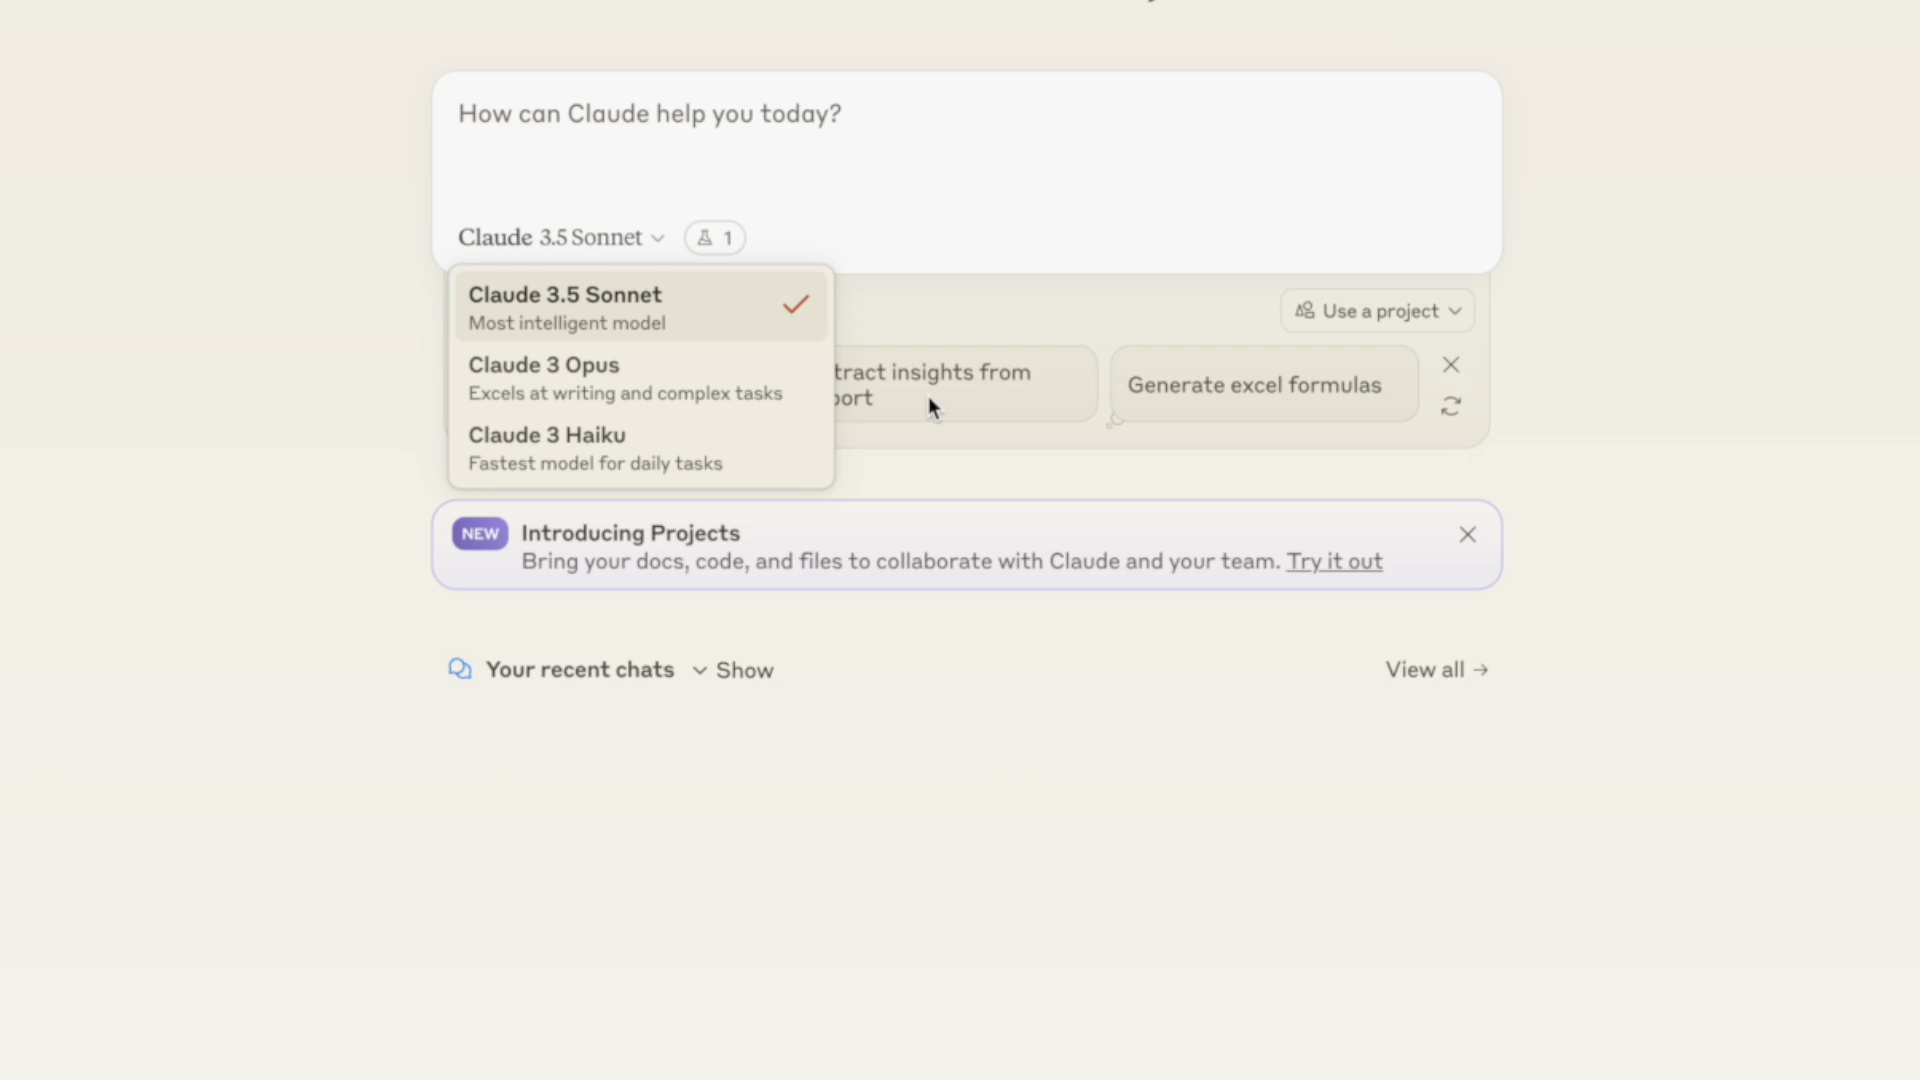 How can Claude help you today?
Claude 3.5 Sonnet
1
Claude 3.5 Sonnet
Most intelligent model
Claude 3 Opus
Excels at writing and complex tasks
Claude 3 Haiku
Fastest model for daily tasks
Use a project
tract insights from
port
Generate excel formulas
NEW
Introducing Projects
Bring your docs, code, and files to collaborate with Claude and your team. Try it out
Your recent chats
Show
View all →